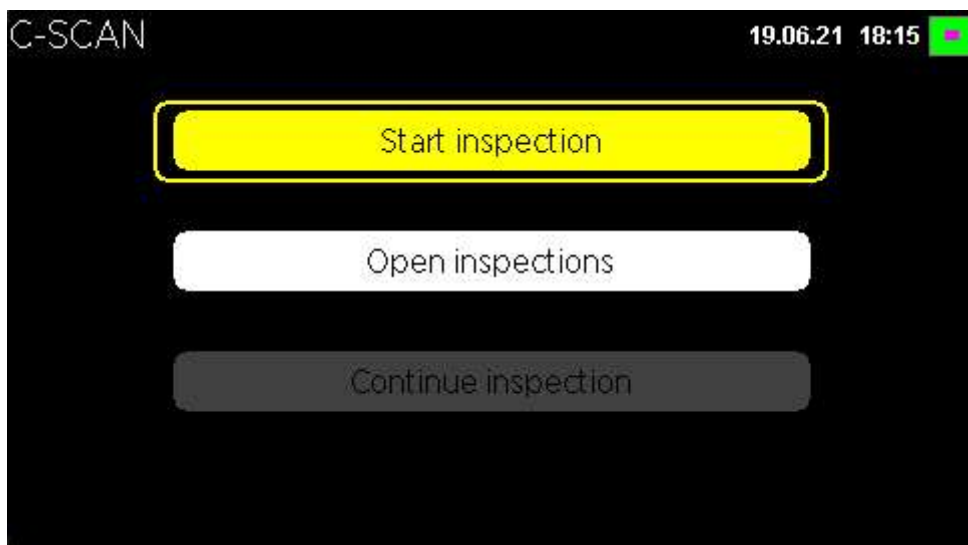 C-SCAN 19.06.21 18:15
Start inspection
Open inspections
Continue inspection